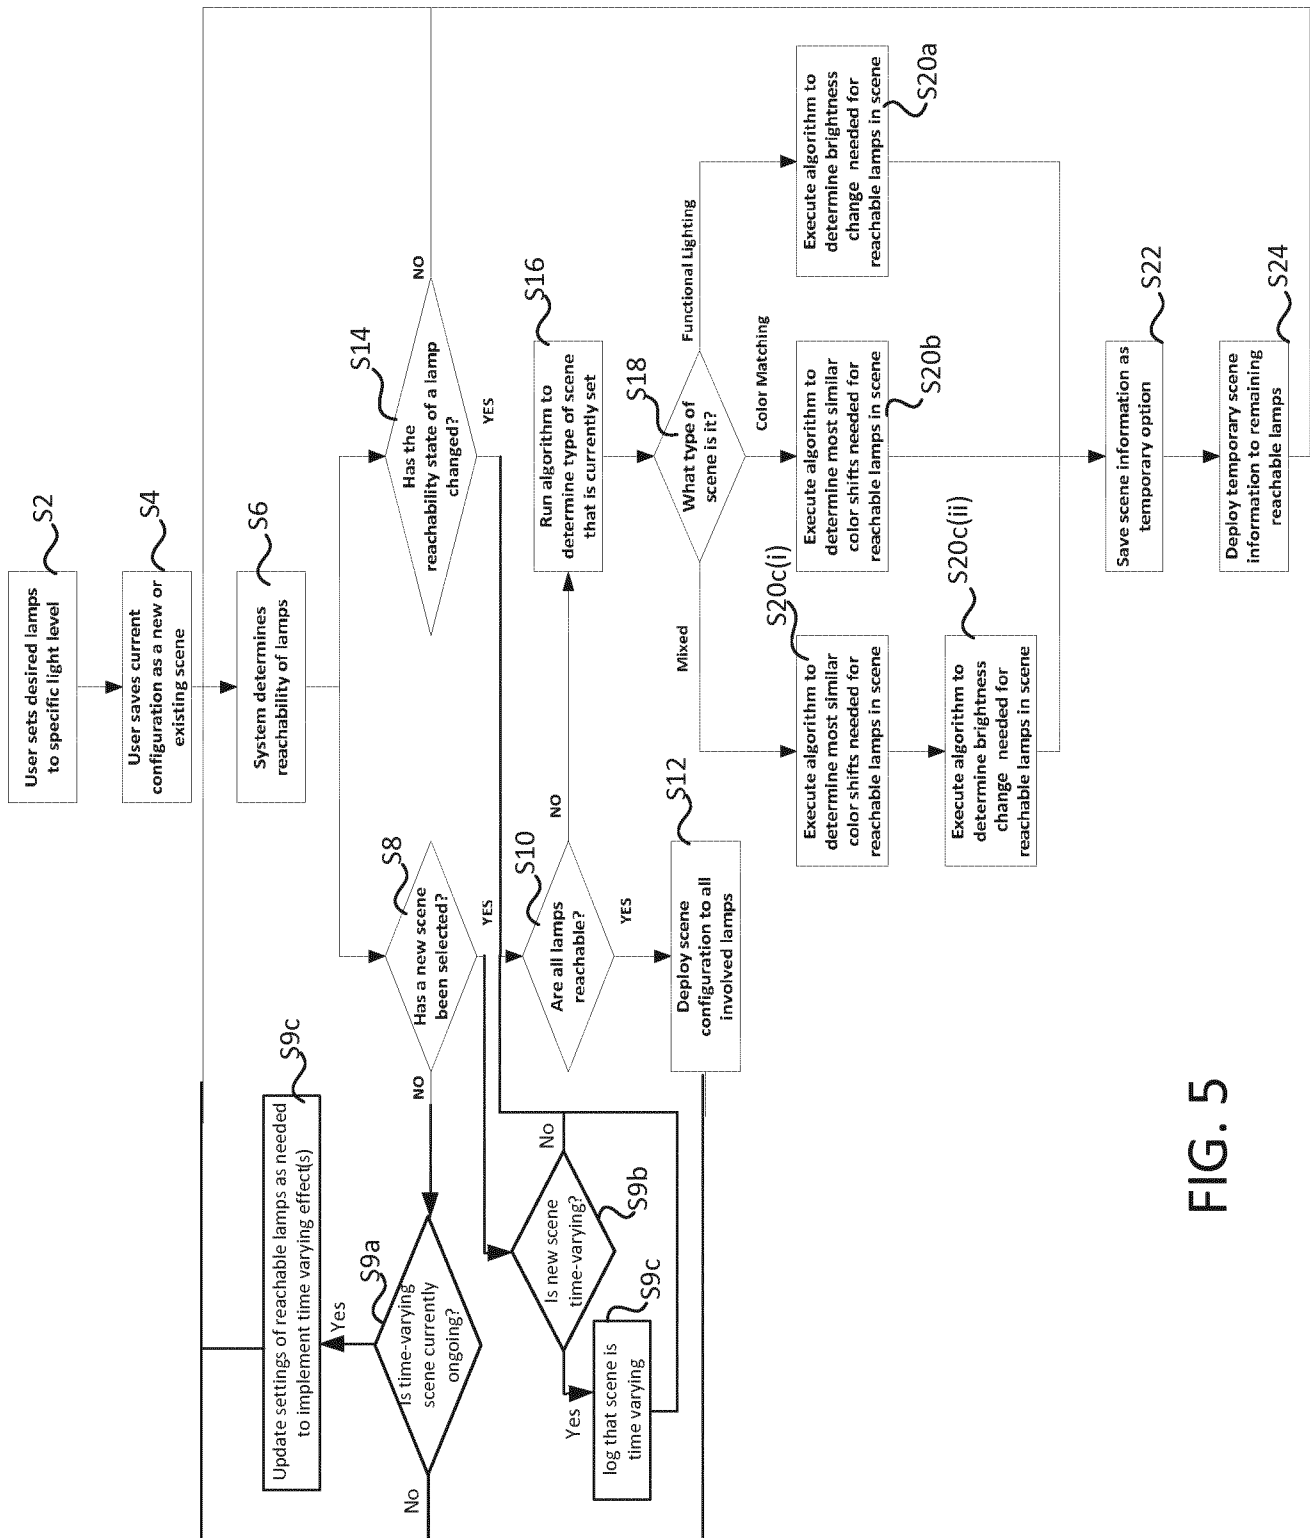 User sets desired lamps
to specific light level
S2
User saves current
configuration as a new or
existing scene
S4
System determines
reachability of lamps
S6
Update settings of reachable lamps as needed
to implement time varying effect(s)
S9c
Yes
Is time-varying
scene currently
ongoing?
S9a
No
NO
Has a new scene
been selected?
S8
YES
Has the
reachability state of a lamp
changed?
S14
NO
YES
Is new scene
time-varying?
S9b
No
Yes
log that scene is
time varying
S9c
Are all lamps
reachable?
S10
NO
YES
Run algorithm to
determine type of scene
that is currently set
S16
Deploy scene
configuration to all
involved lamps
S12
What type of
scene is it?
S18
Mixed
Color Matching
Functional Lighting
Execute algorithm to
determine most similar
color shifts needed for
reachable lamps in scene
S20c(i)
Execute algorithm to
determine most similar
color shifts needed for
reachable lamps in scene
S20b
Execute algorithm to
determine brightness
change needed for
reachable lamps in scene
S20a
Execute algorithm to
determine brightness
change needed for
reachable lamps in scene
S20c(ii)
Save scene information as
temporary option
S22
Deploy temporary scene
information to remaining
reachable lamps
S24
FIG. 5